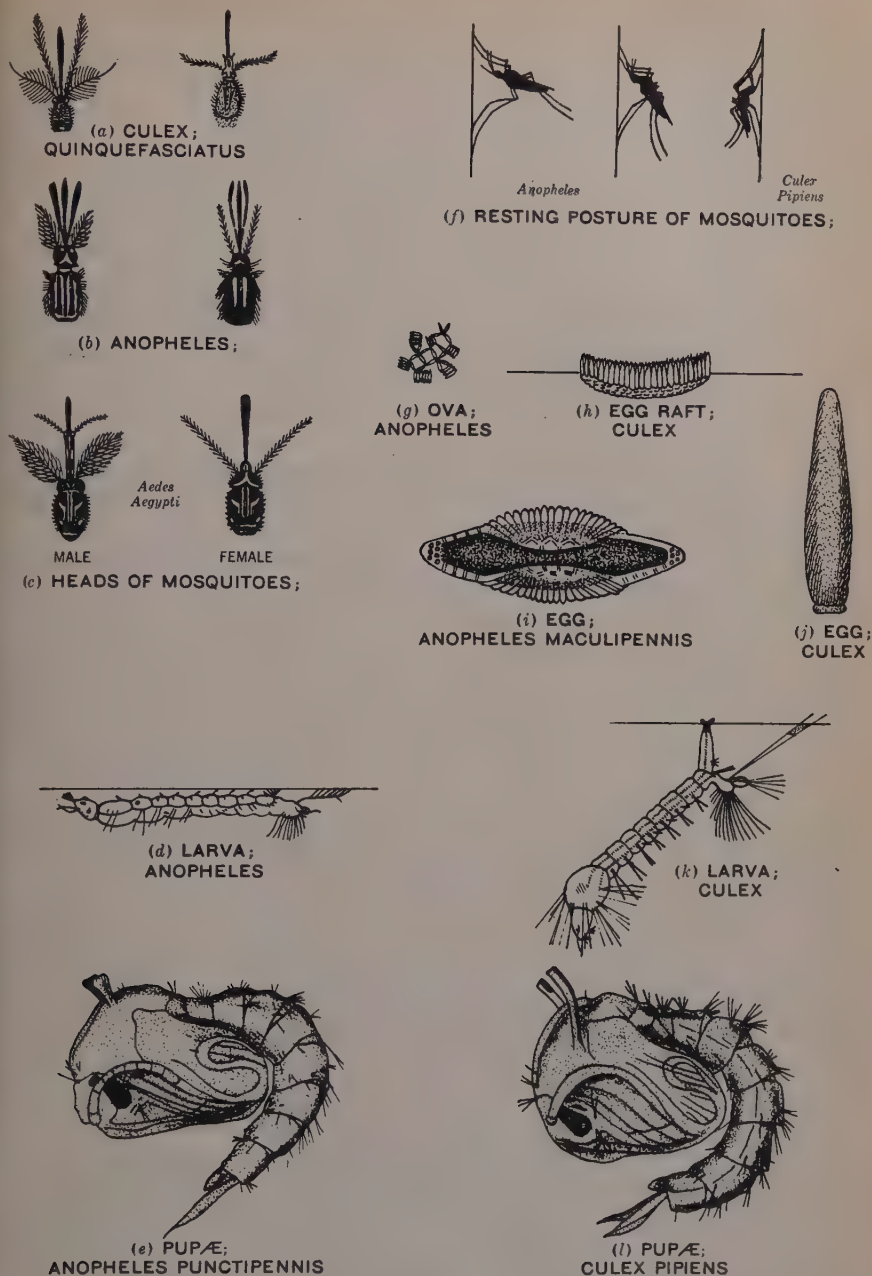 (a) CULEX;
QUINQUEFASCIATUS
(b) ANOPHELES;
Aedes
Aegypti
MALE FEMALE
(c) HEADS OF MOSQUITOES;
Anopheles
Culex
Pipiens
(f) RESTING POSTURE OF MOSQUITOES;
(g) OVA;
ANOPHELES
(h) EGG RAFT;
CULEX
(i) EGG;
ANOPHELES MACULIPENNIS
(j) EGG;
CULEX
(d) LARVA;
ANOPHELES
(k) LARVA;
CULEX
(e) PUPÆ;
ANOPHELES PUNCTIPENNIS
(l) PUPÆ;
CULEX PIPIENS